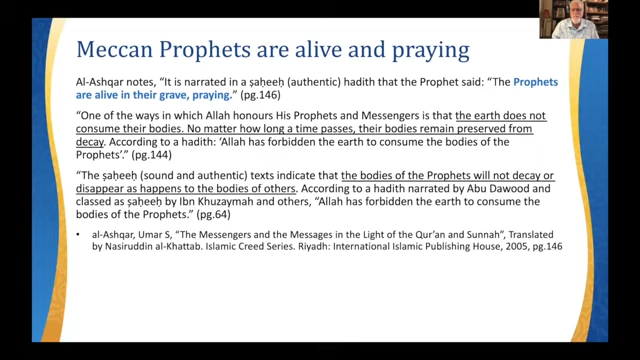 Meccan Prophets are alive and praying
Al-Ashqar notes, “It is narrated in a ṣaḥeeḥ (authentic) hadith that the Prophet said: “The Prophets
are alive in their grave, praying.” (pg.146)
“One of the ways in which Allah honours His Prophets and Messengers is that the earth does not
consume their bodies. No matter how long a time passes, their bodies remain preserved from
decay. According to a hadith: ‘Allah has forbidden the earth to consume the bodies of the
Prophets’.” (pg.144)
“The ṣaḥeeḥ (sound and authentic) texts indicate that the bodies of the Prophets will not decay or
disappear as happens to the bodies of others. According to a hadith narrated by Abu Dawood and
classed as ṣaḥeeḥ by Ibn Khuzaymah and others, “Allah has forbidden the earth to consume the
bodies of the Prophets.” (pg.64)
• al-Ashqar, Umar S, “The Messengers and the Messages in the Light of the Qur’an and Sunnah”, Translated
by Nasiruddin al-Khattab. Islamic Creed Series. Riyadh: International Islamic Publishing House, 2005, pg.146